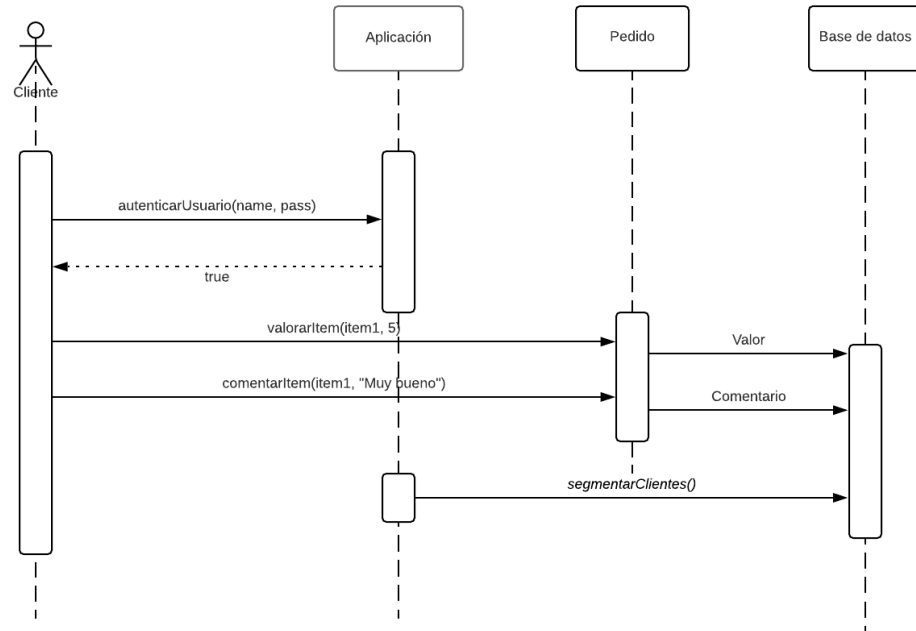 Aplicación
Pedido
Base de datos
Cliente
autenticarUsuario(name, pass)
true
valorarItem(item1, 5)
Valor
comentarItem(item1, "Muy bueno")
Comentario
segmentarClientes()